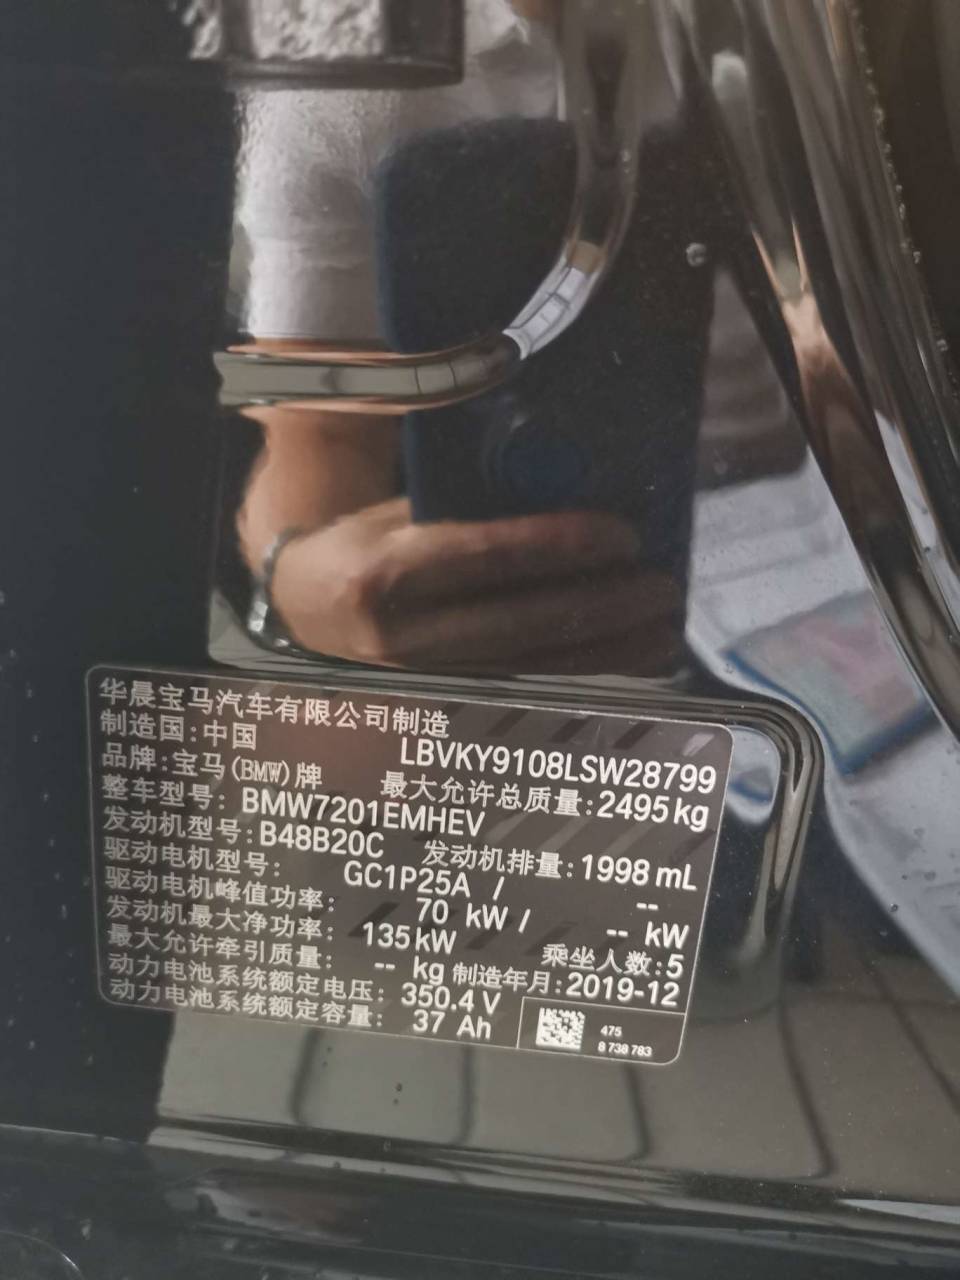 华晨宝马汽车有限公司制造
制造国:中国 LBVKY9108LSW28799
品牌:宝马(BMW)牌 最大允许总质量:2495kg
整车型号: BMW7201EMHEV
发动机型号:B48B20C 发动机排量:1998 mL
驱动电机型号: GC1P25A / --
驱动电机峰值功率: 70 kW / -- kW
发动机最大净功率: 135kW 乘坐人数:5
最大允许牵引质量: -- kg 制造年月:2019-12
动力电池系统额定电压: 350.4 V
动力电池系统额定容量: 37 Ah
475
8 738 783